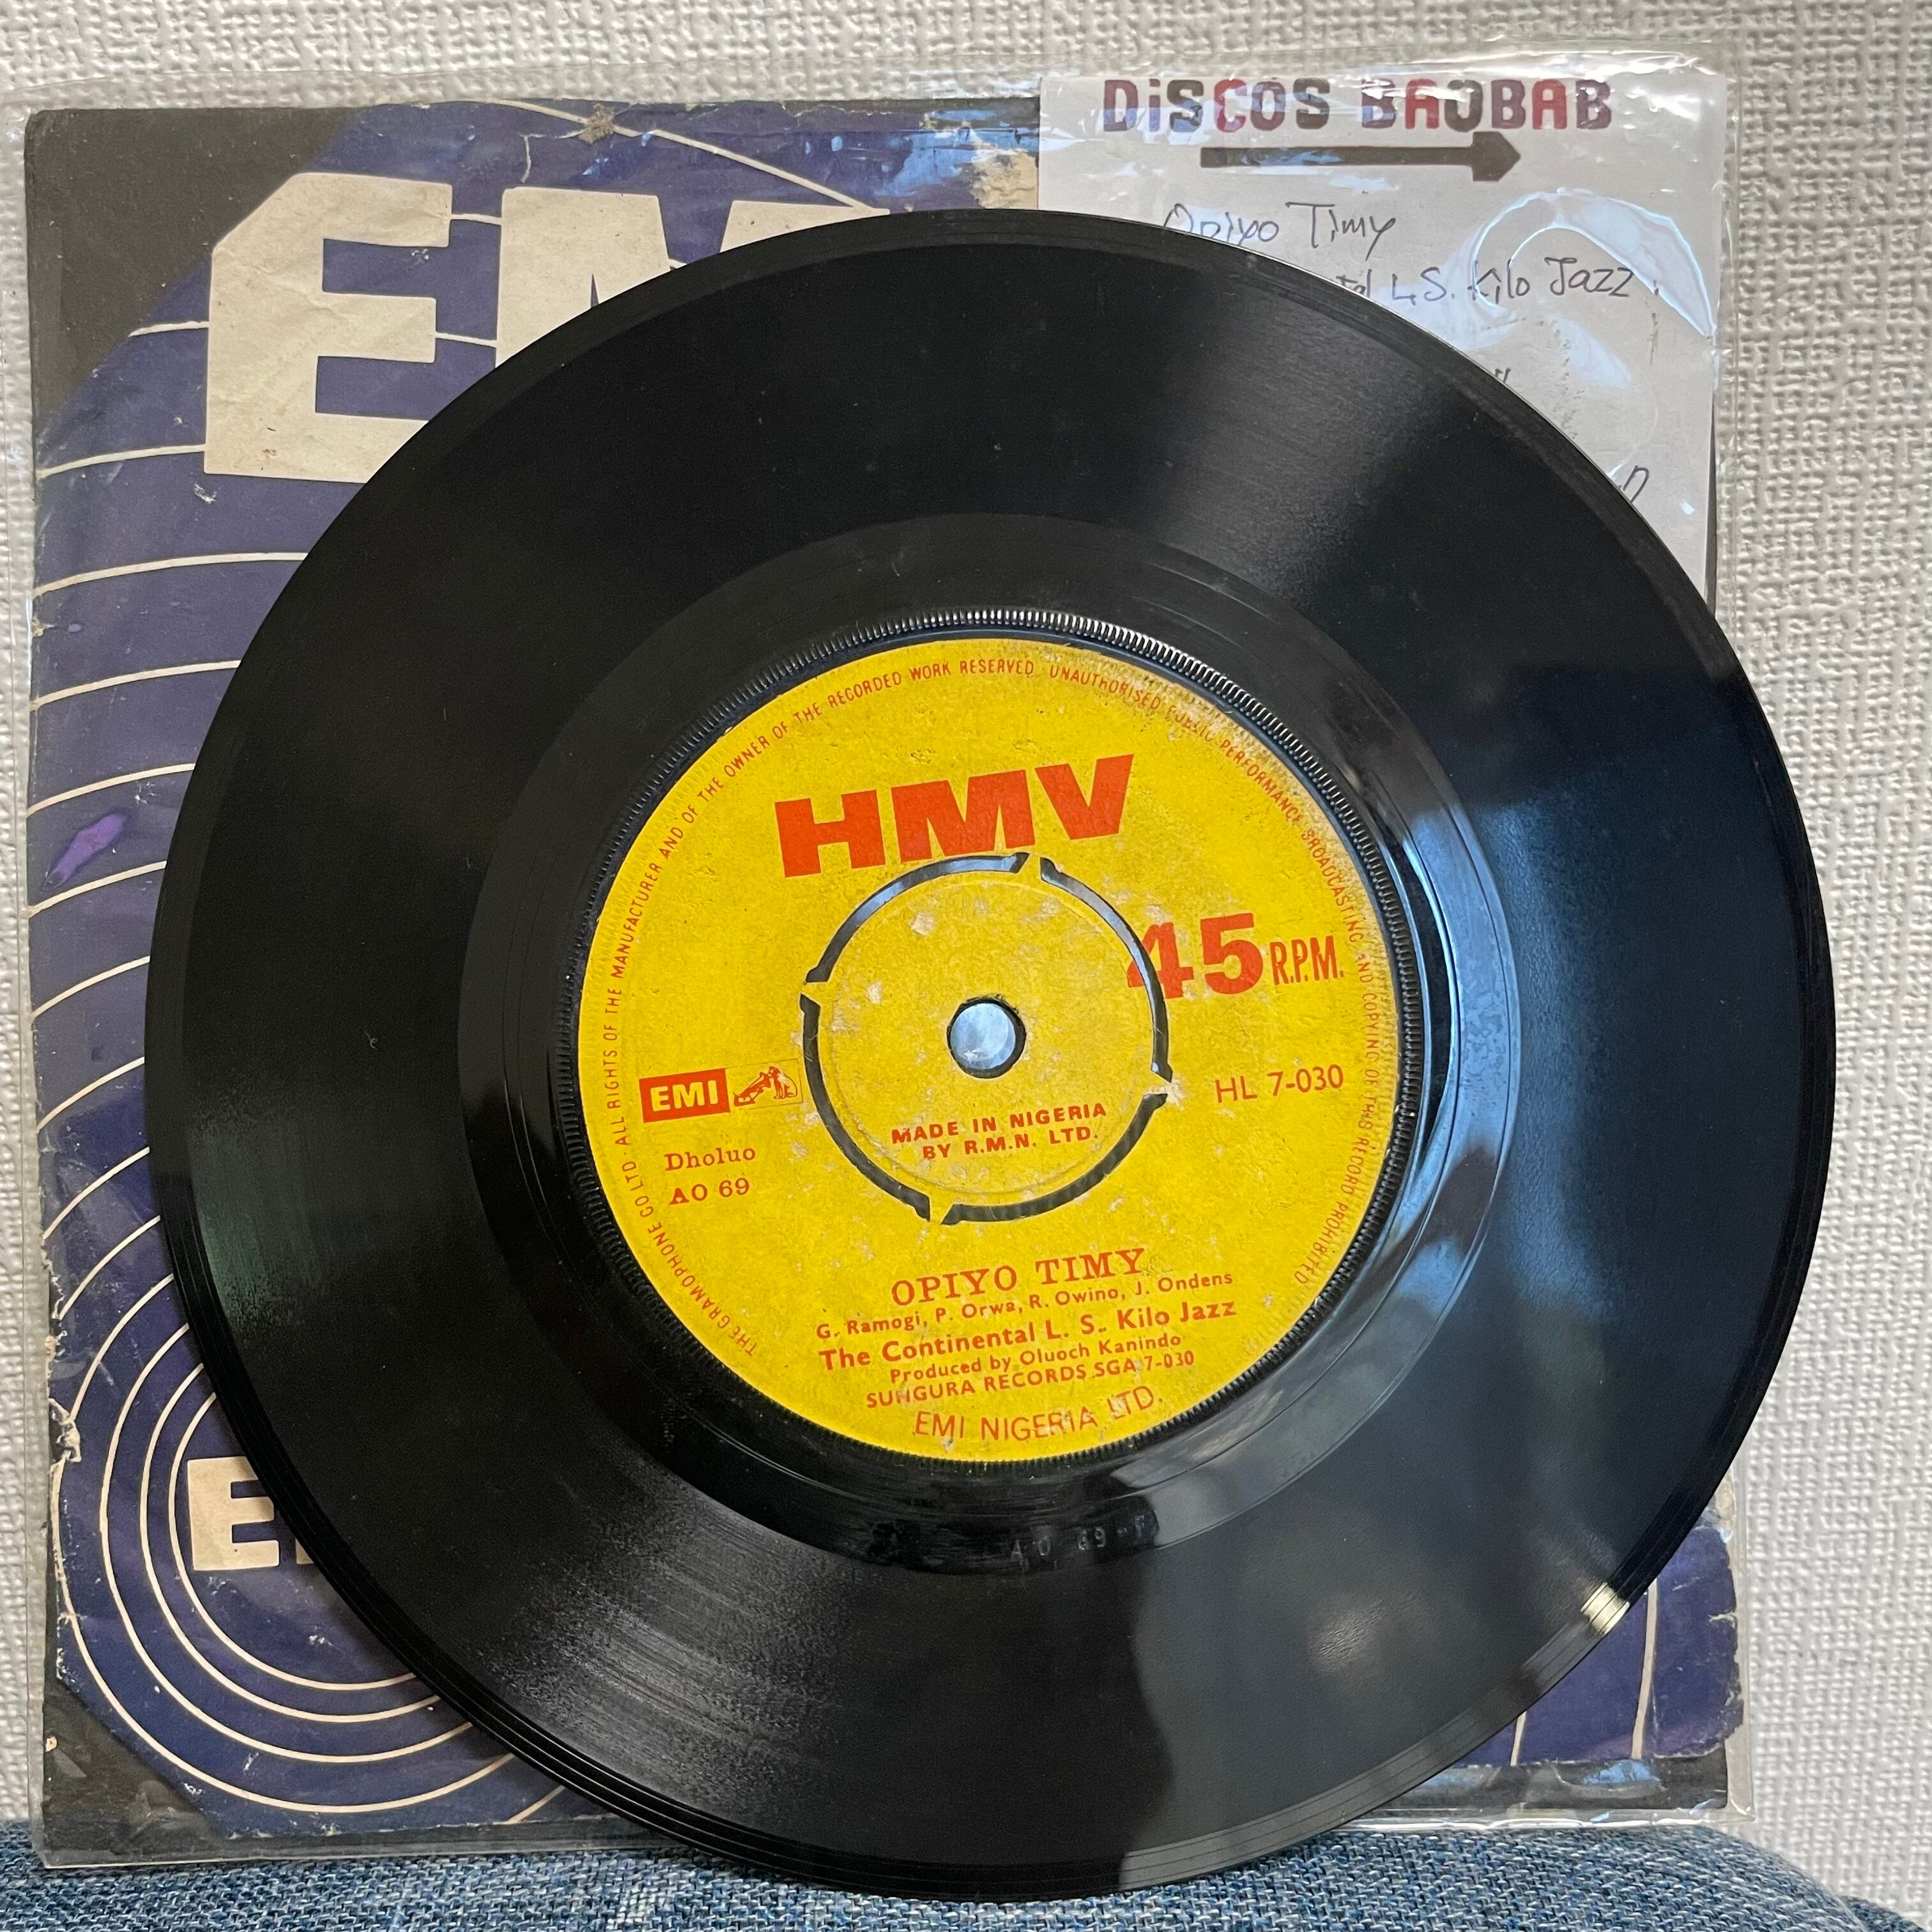 DiSCOS BAOBAB
Opiyo Timy
L.S. Kilo Jazz
THE GRAMOPHONE CO LTD · ALL RIGHTS OF THE MANUFACTURER AND OF THE OWNER OF THE RECORDED WORK RESERVED · UNAUTHORISED PUBLIC PERFORMANCE BROADCASTING AND COPYING OF THIS RECORD PROHIBITED
HMV
45 R.P.M.
EMI
HL 7-030
MADE IN NIGERIA
BY R.M.N. LTD.
Dholuo
AO 69
OPIYO TIMY
G. Ramogi, P. Orwa, R. Owino, J. Ondens
The Continental L. S. Kilo Jazz
Produced by Oluoch Kanindo
SUNGURA RECORDS SGA 7-030
EMI NIGERIA LTD.